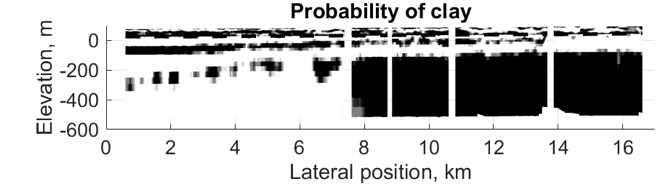 Probability of clay
Elevation, m
0
-200
-400
-600
0 2 4 6 8 10 12 14 16
Lateral position, km